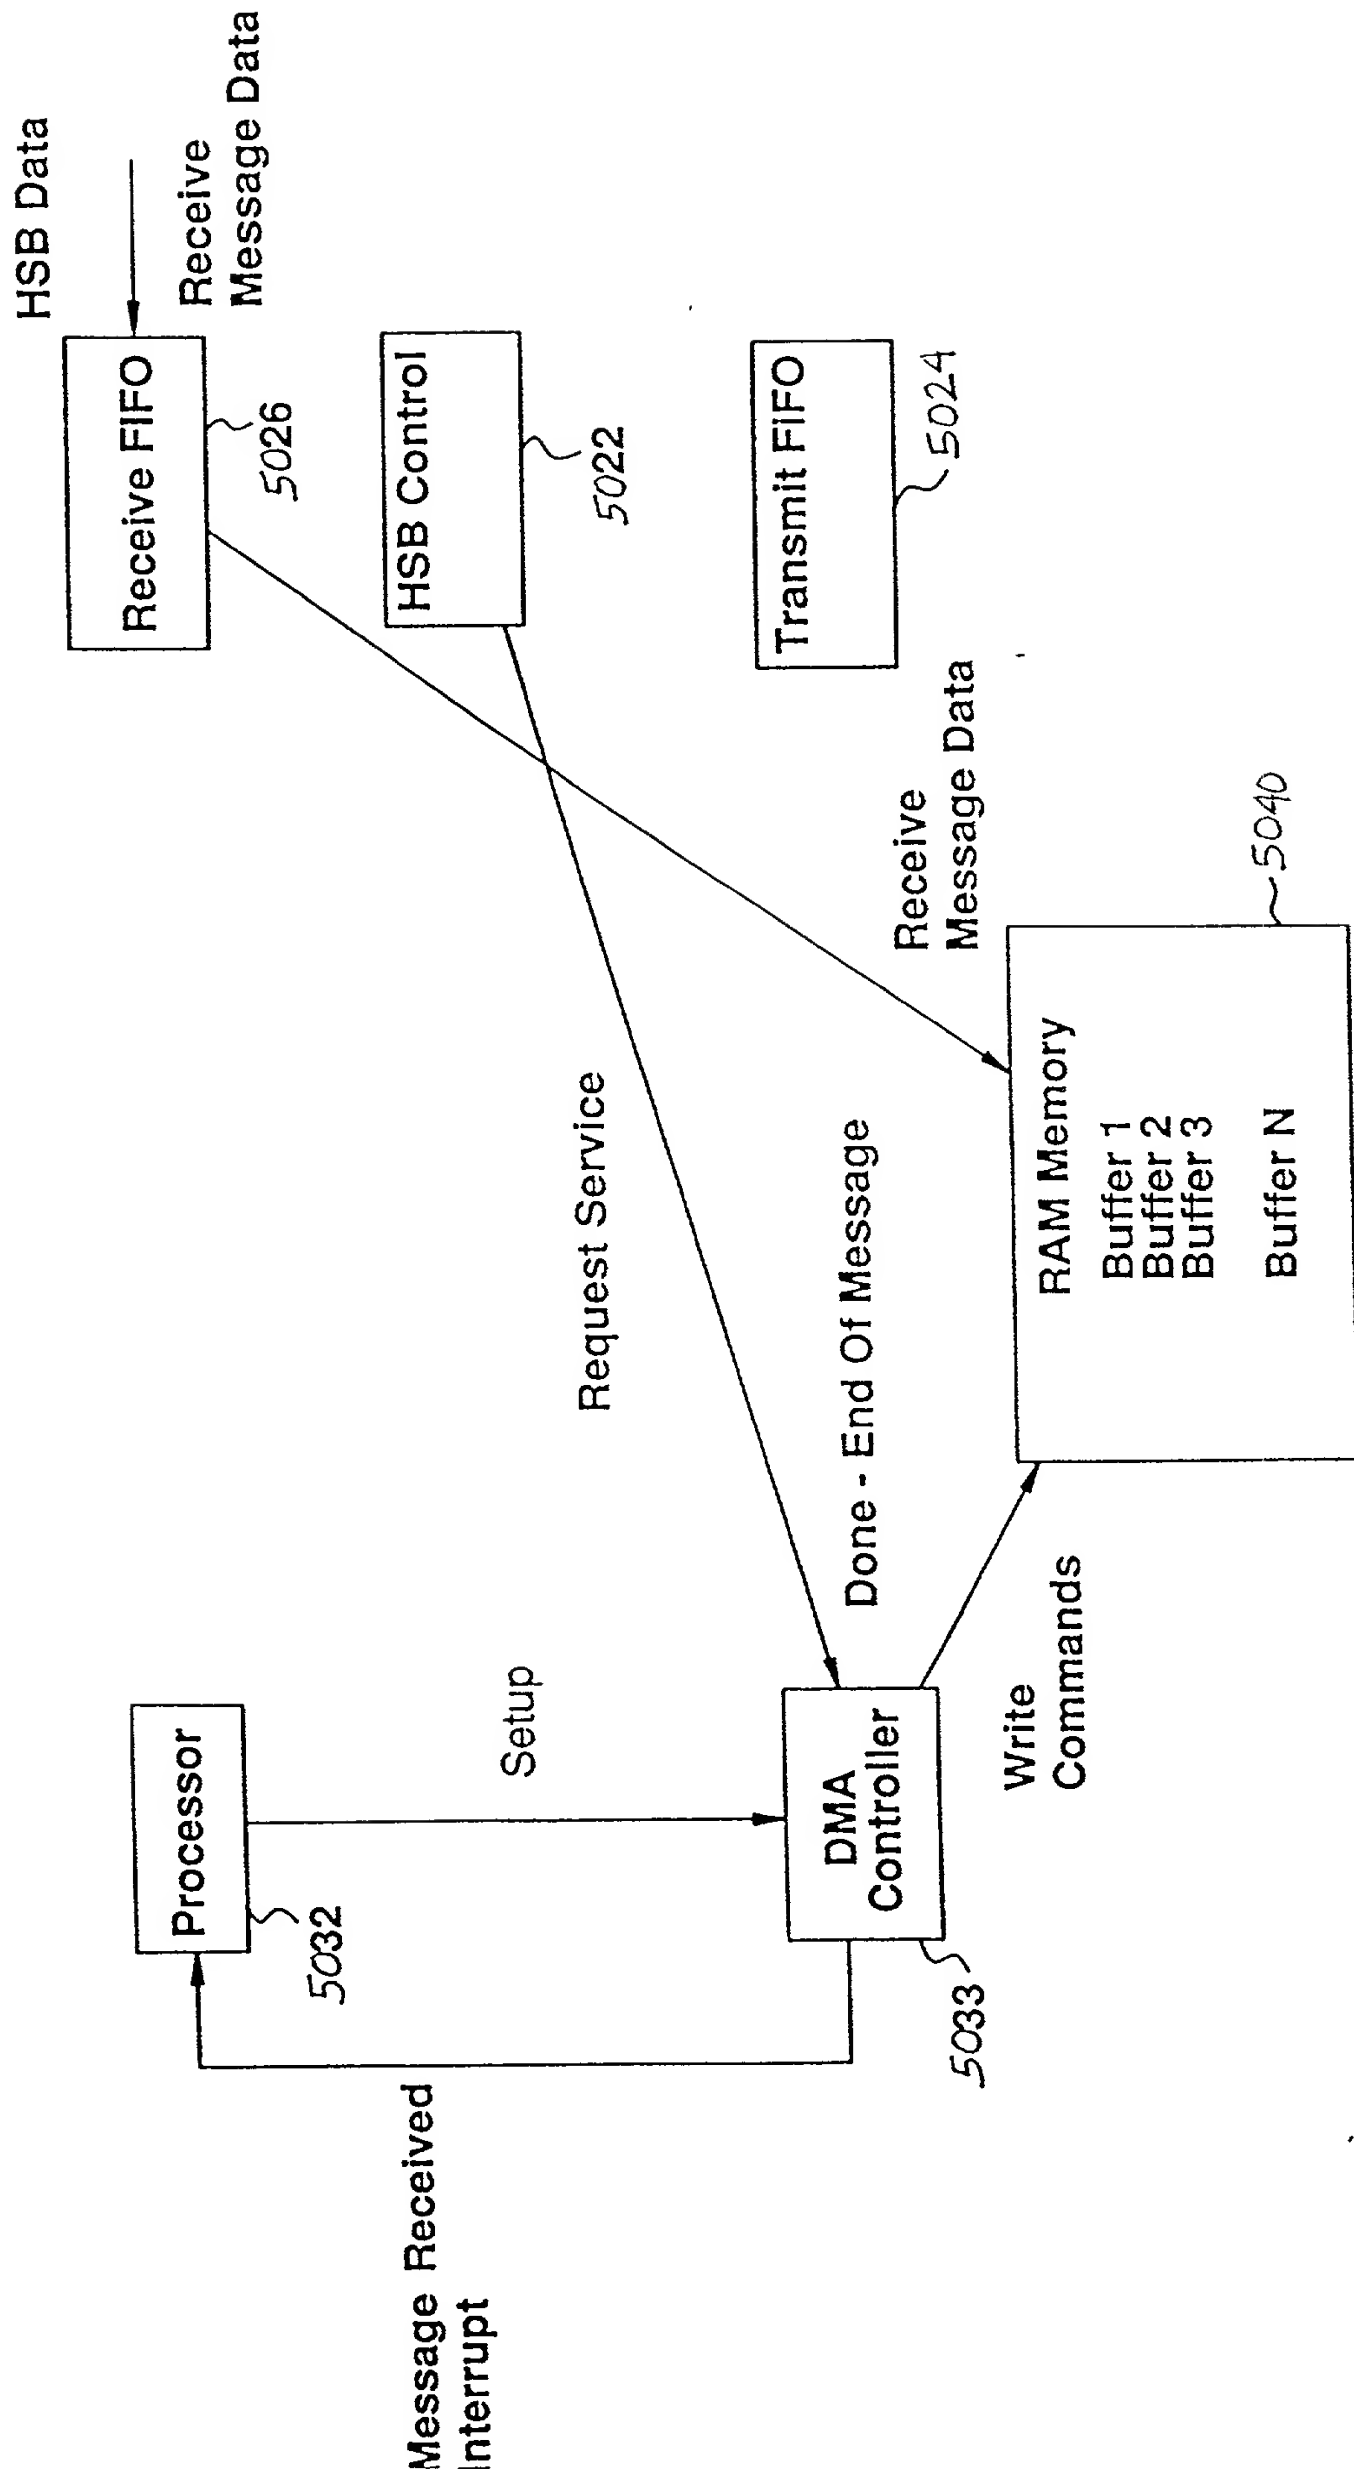 Message Received
Interrupt
Processor
5032
Setup
DMA
Controller
5033
Write
Commands
Request Service
Done - End Of Message
RAM Memory
Buffer 1
Buffer 2
Buffer 3
Buffer N
5040
Receive
Message Data
HSB Data
Receive
Message Data
Receive FIFO
5026
HSB Control
5022
Transmit FIFO
5024